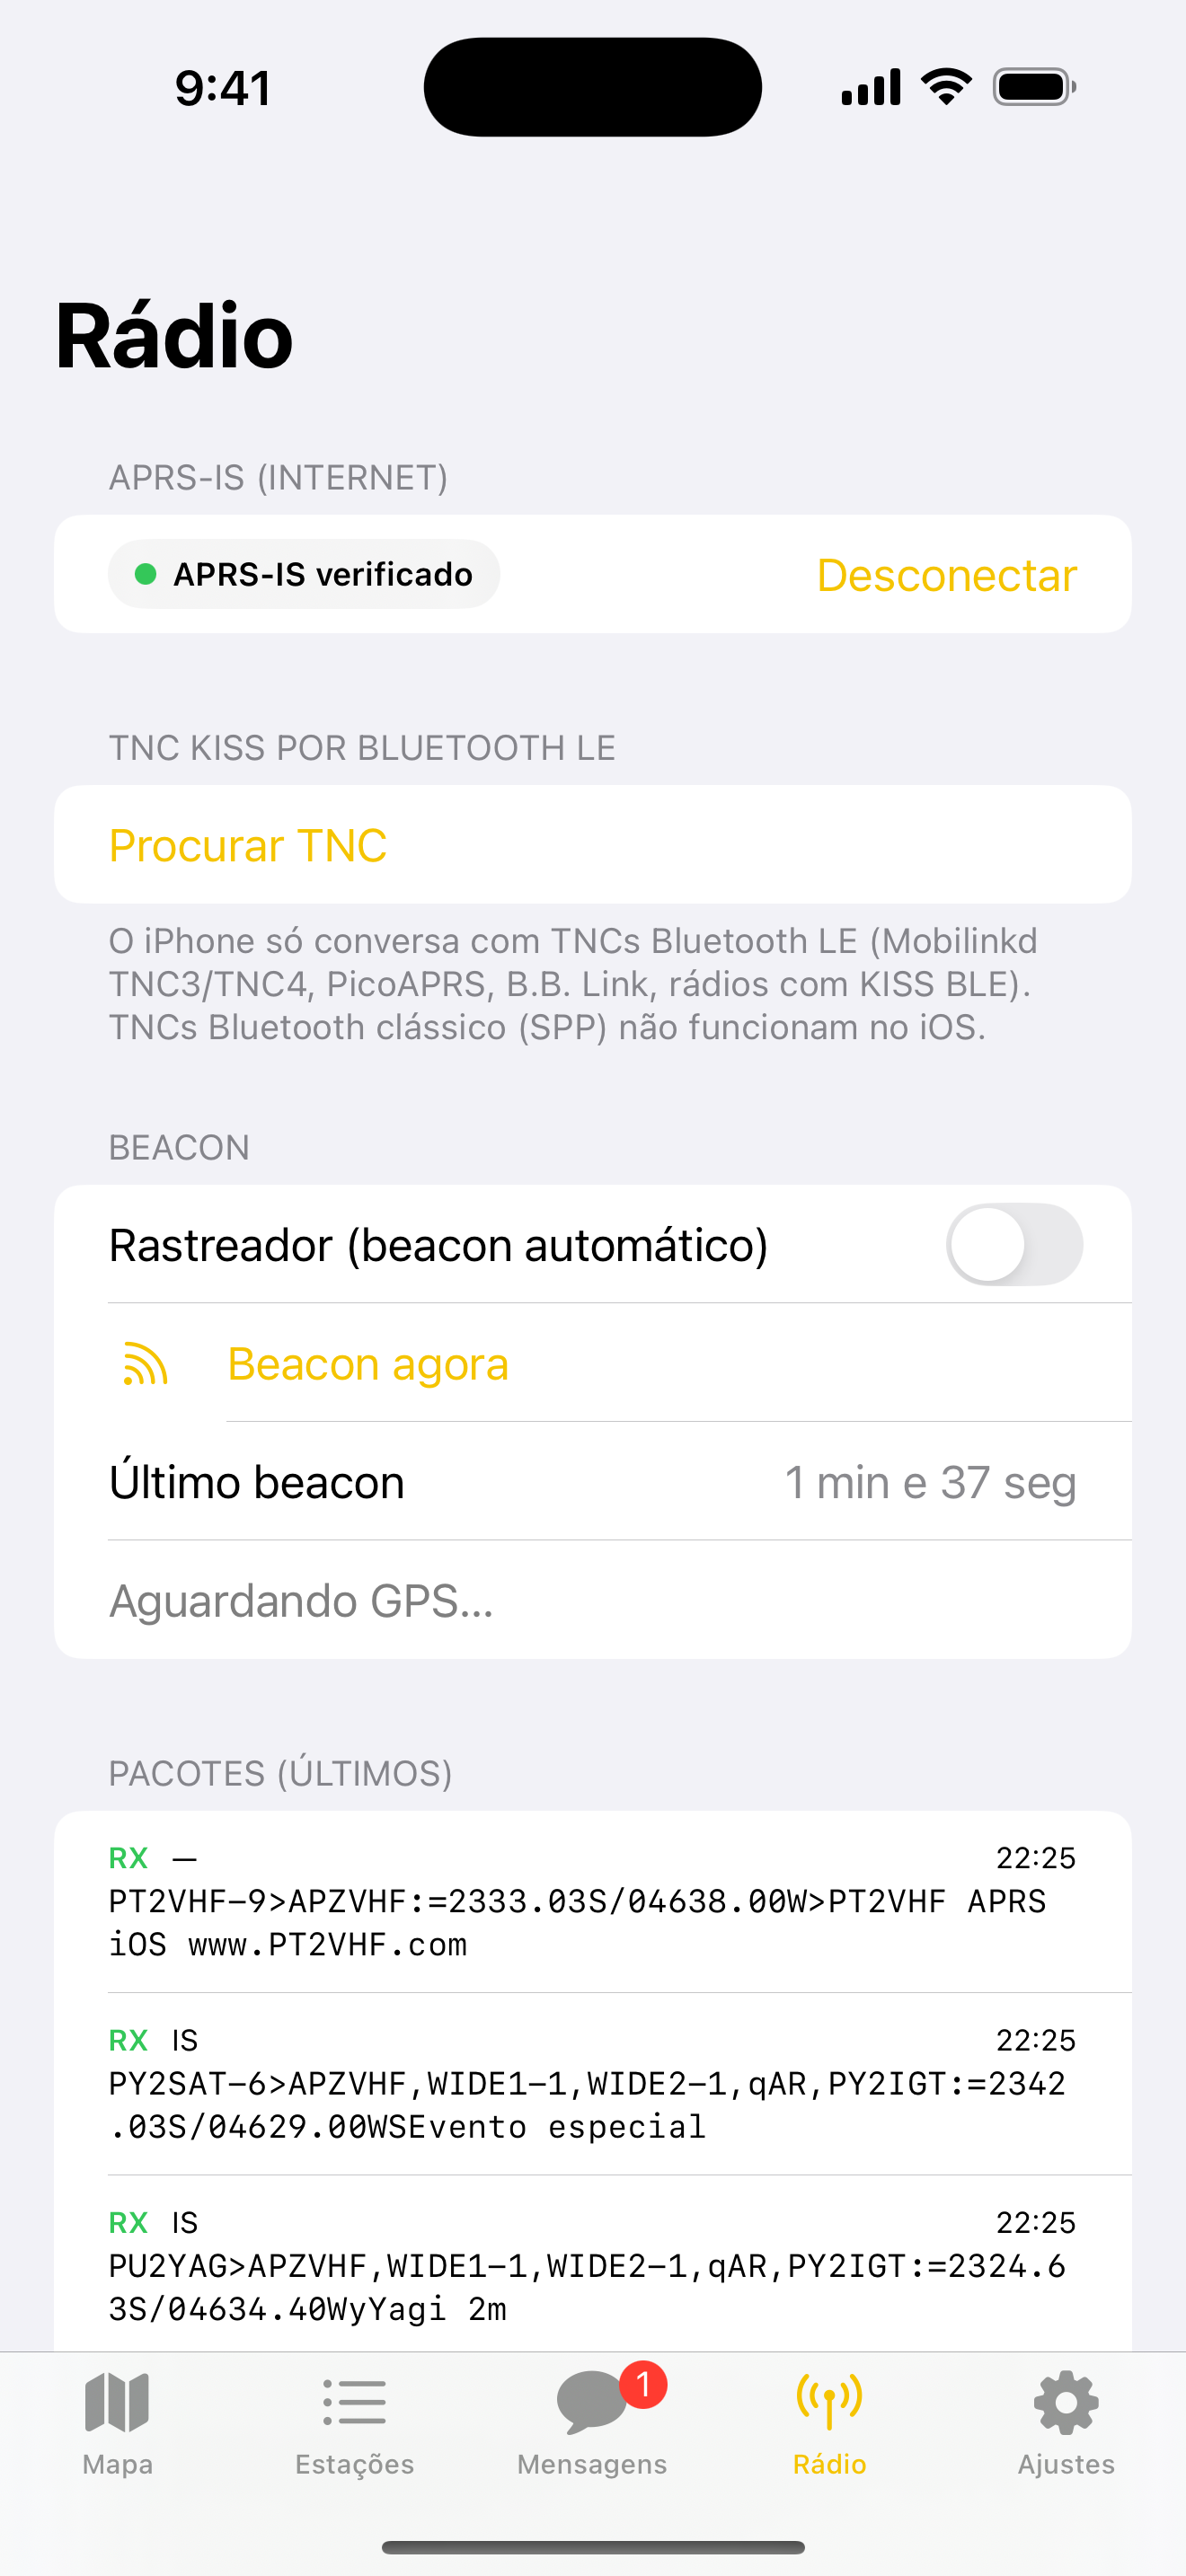 9:41
Rádio
APRS-IS (INTERNET)
APRS-IS verificado
Desconectar
TNC KISS POR BLUETOOTH LE
Procurar TNC
O iPhone só conversa com TNCs Bluetooth LE (Mobilinkd
TNC3/TNC4, PicoAPRS, B.B. Link, rádios com KISS BLE).
TNCs Bluetooth clássico (SPP) não funcionam no iOS.
BEACON
Rastreador (beacon automático)
Beacon agora
Último beacon
1 min e 37 seg
Aguardando GPS...
PACOTES (ÚLTIMOS)
RX — 22:25
PT2VHF-9>APZVHF:=2333.03S/04638.00W>PT2VHF APRS
iOS www.PT2VHF.com
RX IS 22:25
PY2SAT-6>APZVHF,WIDE1-1,WIDE2-1,qAR,PY2IGT:=2342
.03S/04629.00WSEvento especial
RX IS 22:25
PU2YAG>APZVHF,WIDE1-1,WIDE2-1,qAR,PY2IGT:=2324.6
3S/04634.40WyYagi 2m
1
Mapa
Estações
Mensagens
Rádio
Ajustes